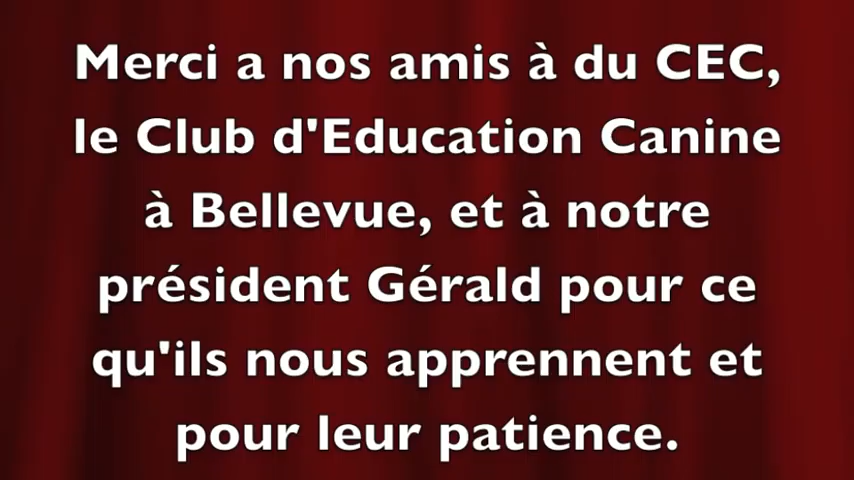 Merci a nos amis à du CEC,
le Club d'Education Canine
à Bellevue, et à notre
président Gérald pour ce
qu'ils nous apprennent et
pour leur patience.